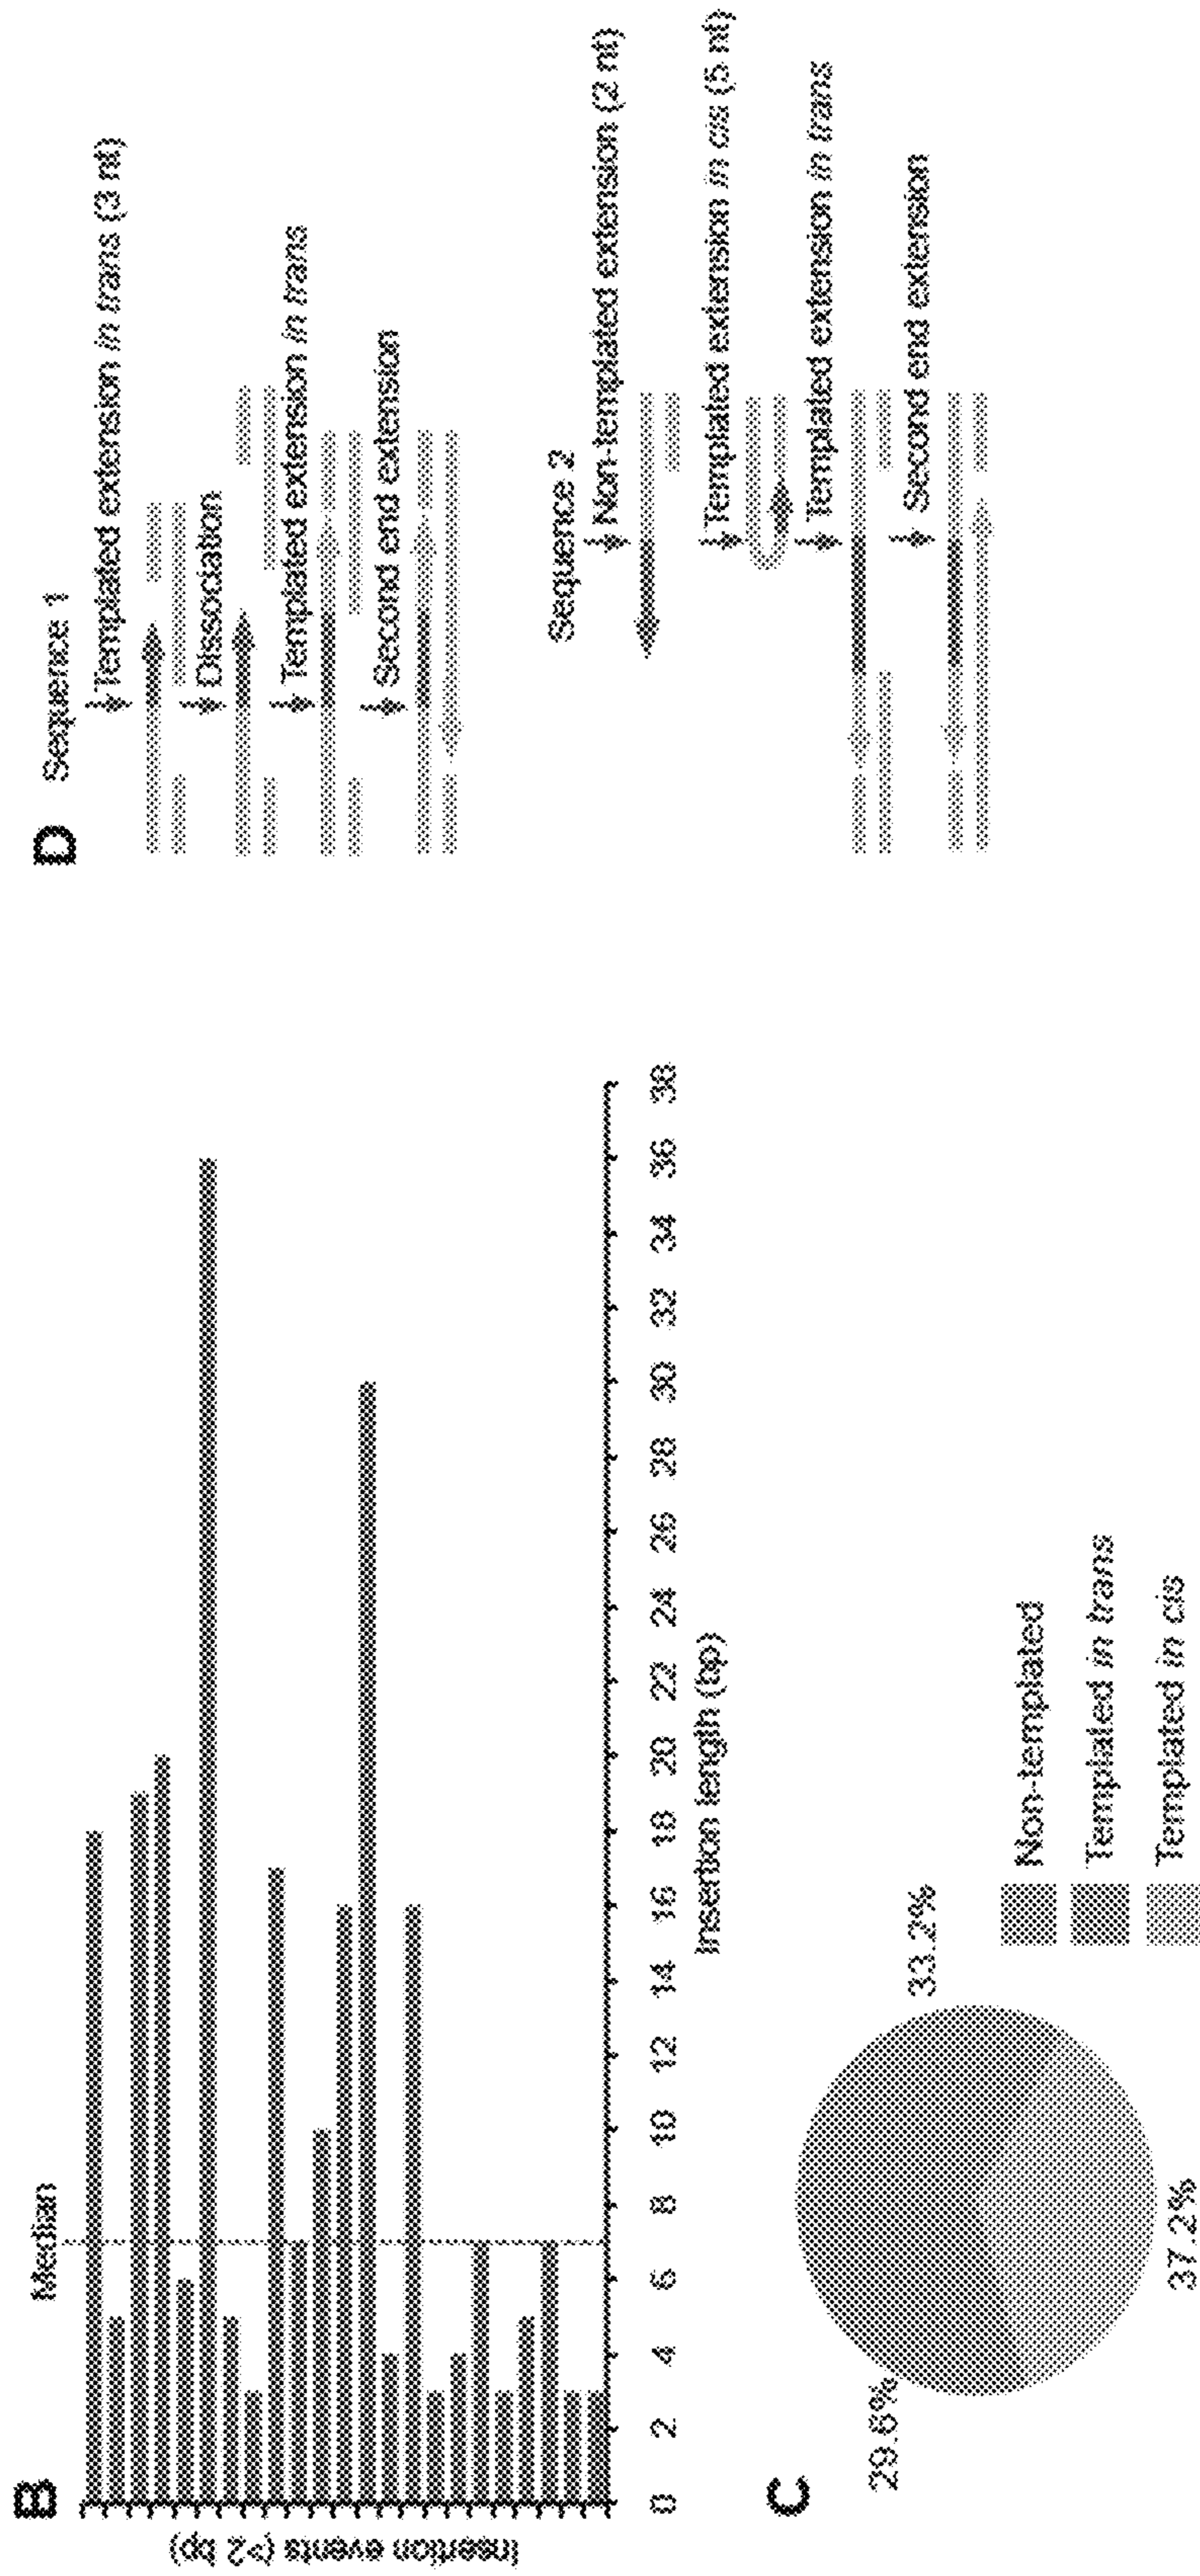 B
Median
Insertion events (>2 bp)
0 2 4 6 8 10 12 14 16 18 20 22 24 26 28 30 32 34 36 38
Insertion length (bp)
C
29.6%
33.2%
37.2%
Non-templated
Templated in trans
Templated in cis
D
Sequence 1
Templated extension in trans (3 nt)
Dissociation
Templated extension in trans
Second end extension
Sequence 2
Non-templated extension (2 nt)
Templated extension in cis (5 nt)
Templated extension in trans
Second end extension